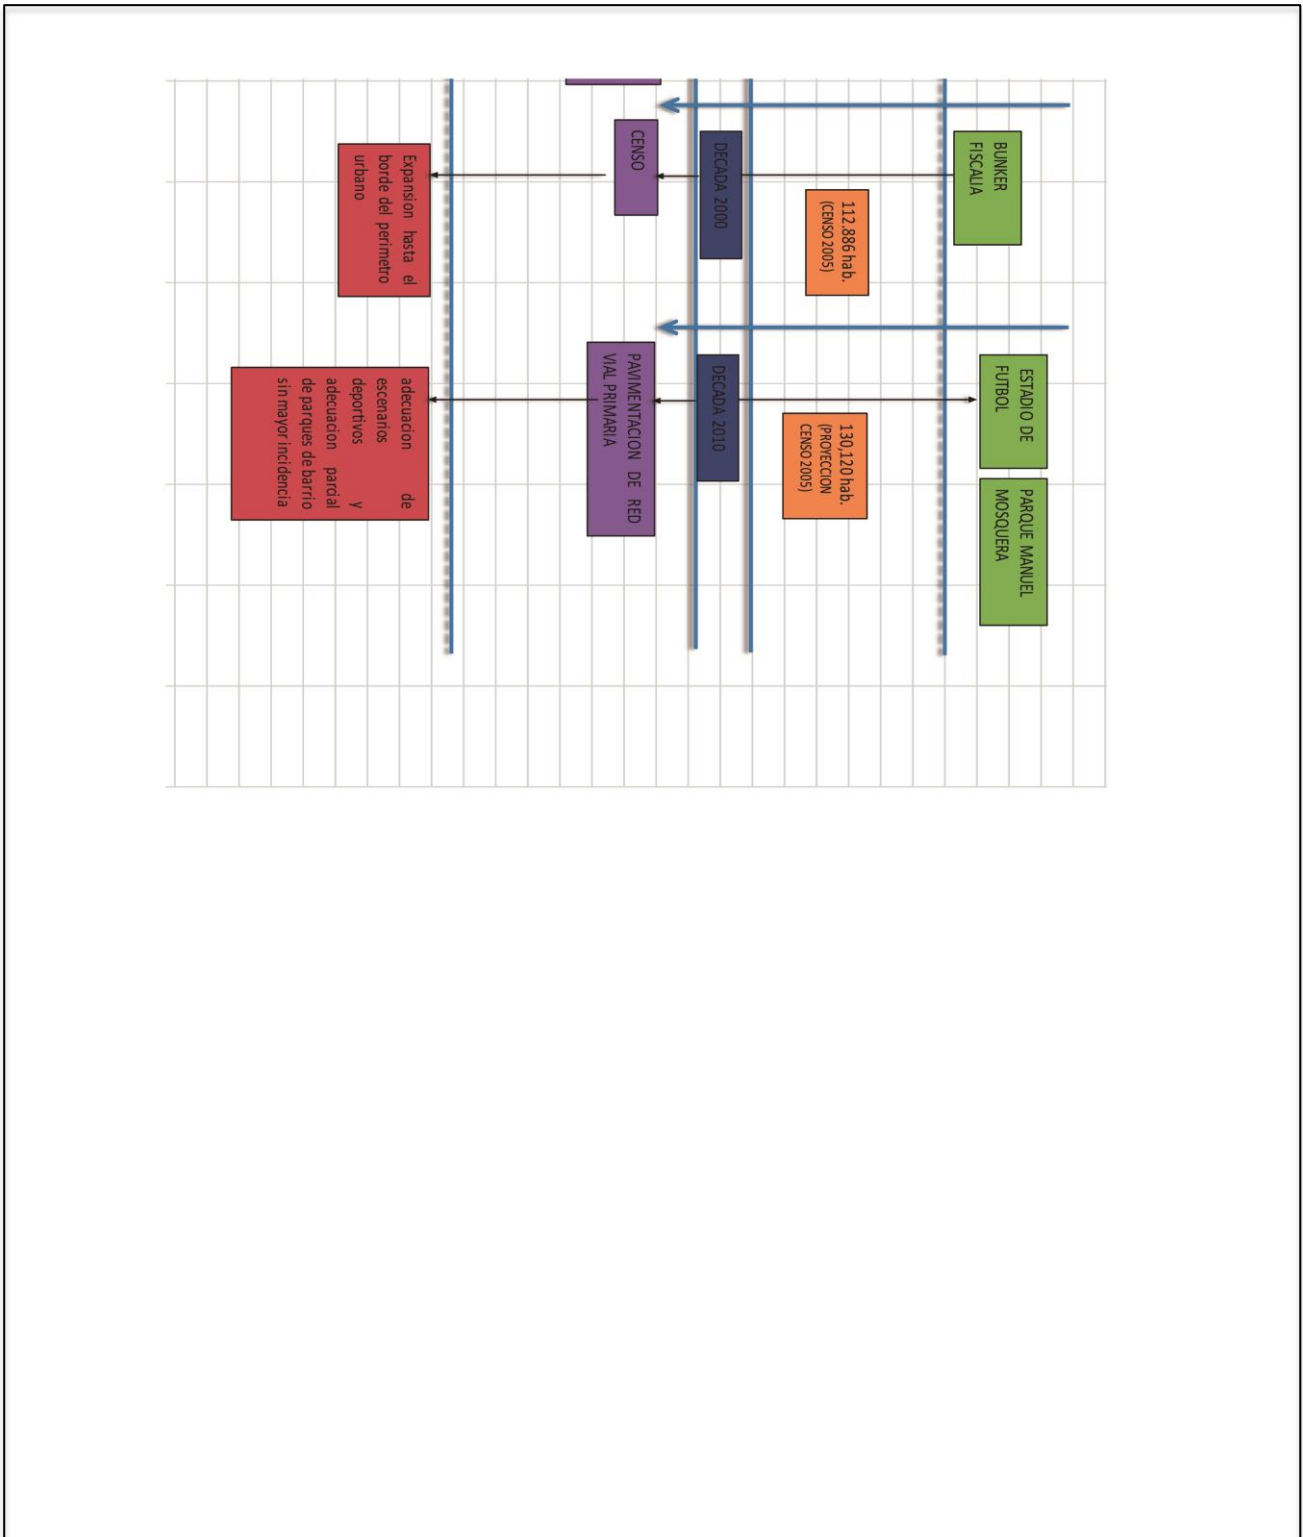 BUNKER
FISCALIA
112.886 hab.
(CENSO 2005)
DECADA 2000
CENSO
Expansion hasta el
borde del perimetro
urbano
ESTADIO DE
FUTBOL
PARQUE MANUEL
MOSQUERA
130,120 hab.
(PROYECCION
CENSO 2005)
DECADA 2010
PAVIMENTACION DE RED
VIAL PRIMARIA
adecuacion de
escenarios
deportivos y
adecuacion parcial
de parques de barrio
sin mayor incidencia